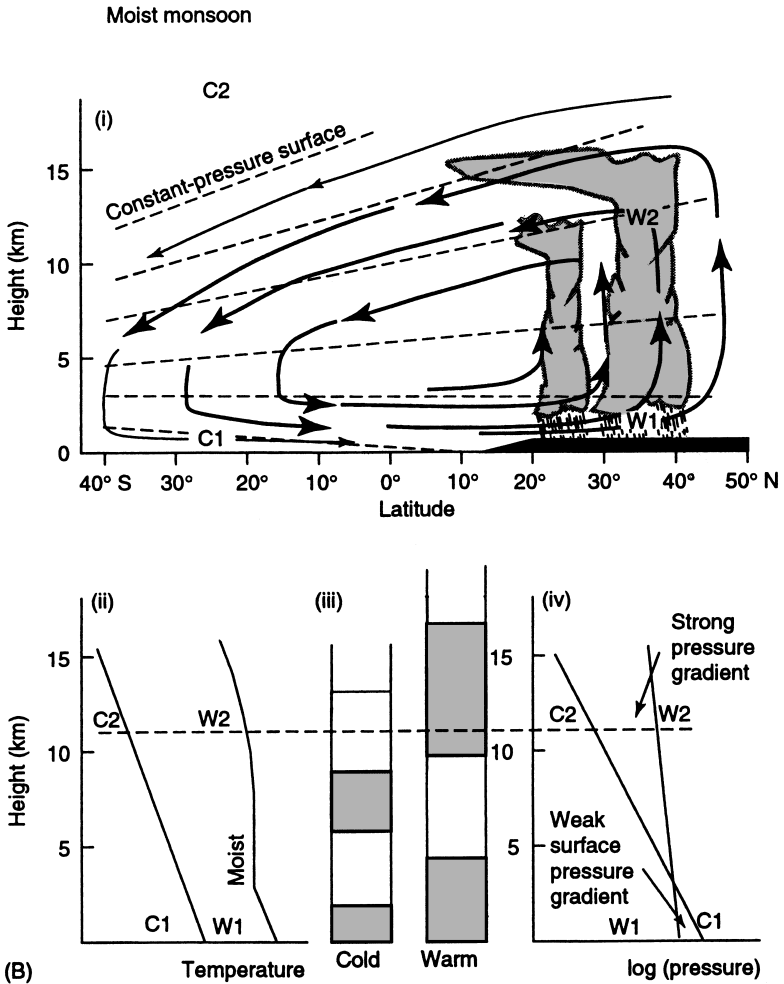 Moist monsoon
C2
(i)
Constant-pressure surface
15
W2
10
Height (km)
5
W1
C1
0
40° S 30° 20° 10° 0° 10° 20° 30° 40° 50° N
Latitude
(ii) (iii) (iv)
Strong
pressure
gradient
15 15
C2 W2 C2 W2
10 10
Height (km)
Weak
surface
pressure
gradient
5 Moist 5
C1 W1 W1 C1
(B) Temperature Cold Warm log (pressure)